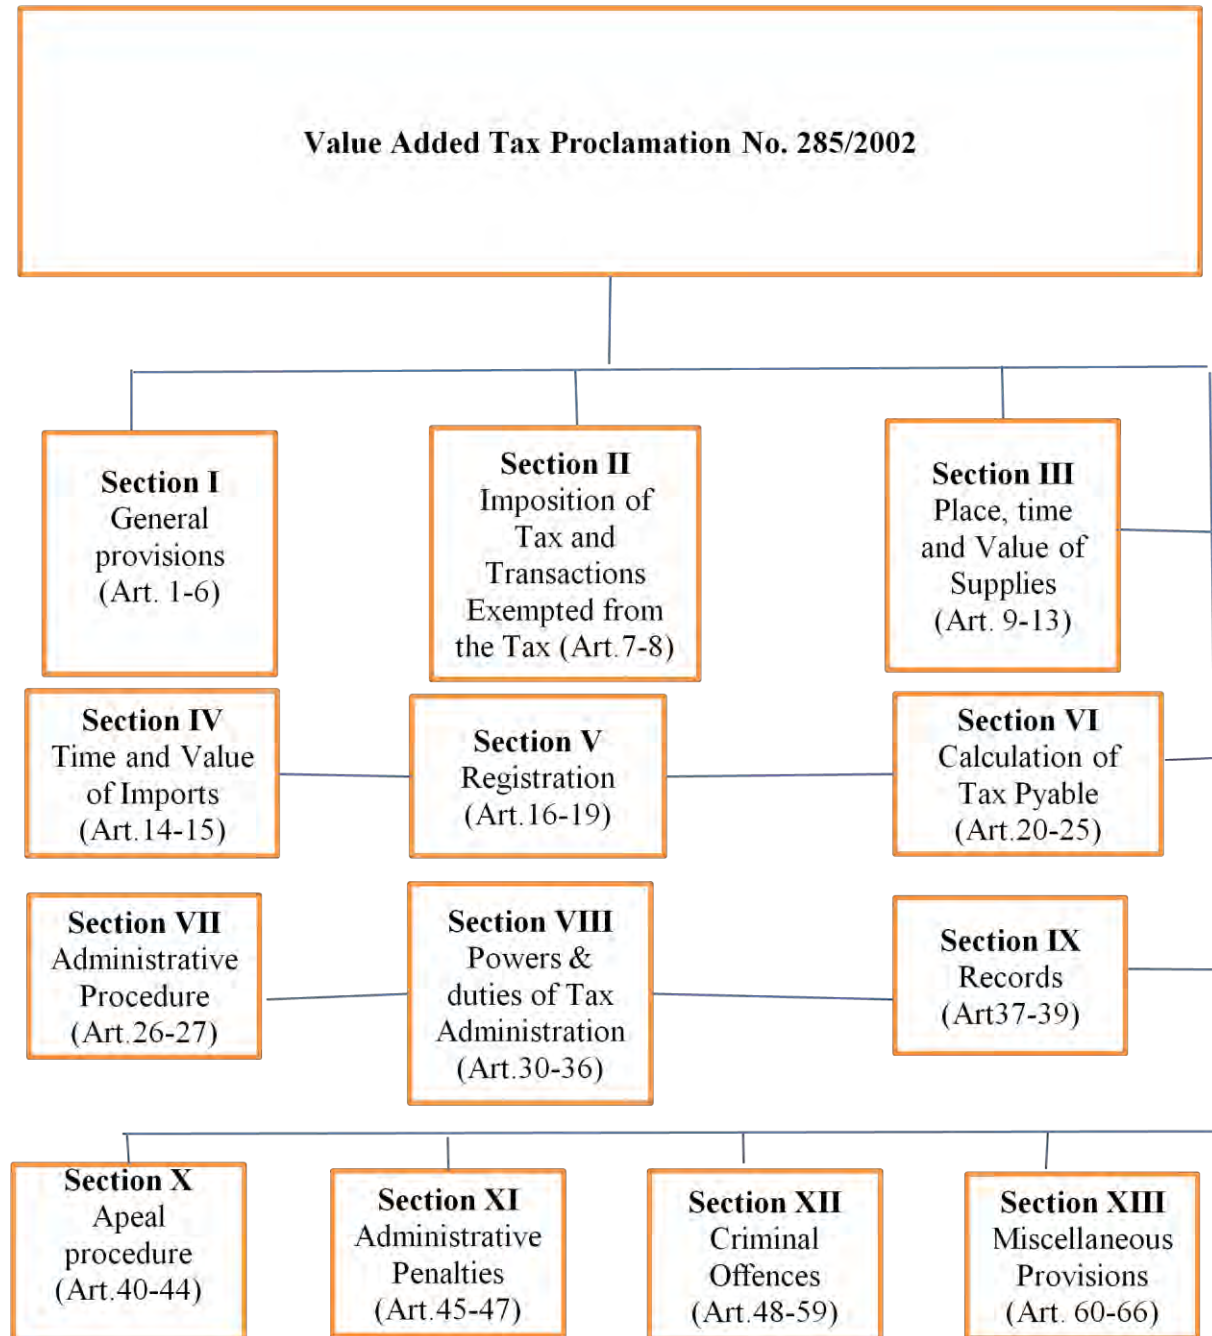 Value Added Tax Proclamation No. 285/2002
Section I
General
provisions
(Art. 1-6)
Section II
Imposition of
Tax and
Transactions
Exempted from
the Tax (Art.7-8)
Section III
Place, time
and Value of
Supplies
(Art. 9-13)
Section IV
Time and Value
of Imports
(Art.14-15)
Section V
Registration
(Art.16-19)
Section VI
Calculation of
Tax Pyable
(Art.20-25)
Section VII
Administrative
Procedure
(Art.26-27)
Section VIII
Powers &
duties of Tax
Administration
(Art.30-36)
Section IX
Records
(Art37-39)
Section X
Apeal
procedure
(Art.40-44)
Section XI
Administrative
Penalties
(Art.45-47)
Section XII
Criminal
Offences
(Art.48-59)
Section XIII
Miscellaneous
Provisions
(Art. 60-66)